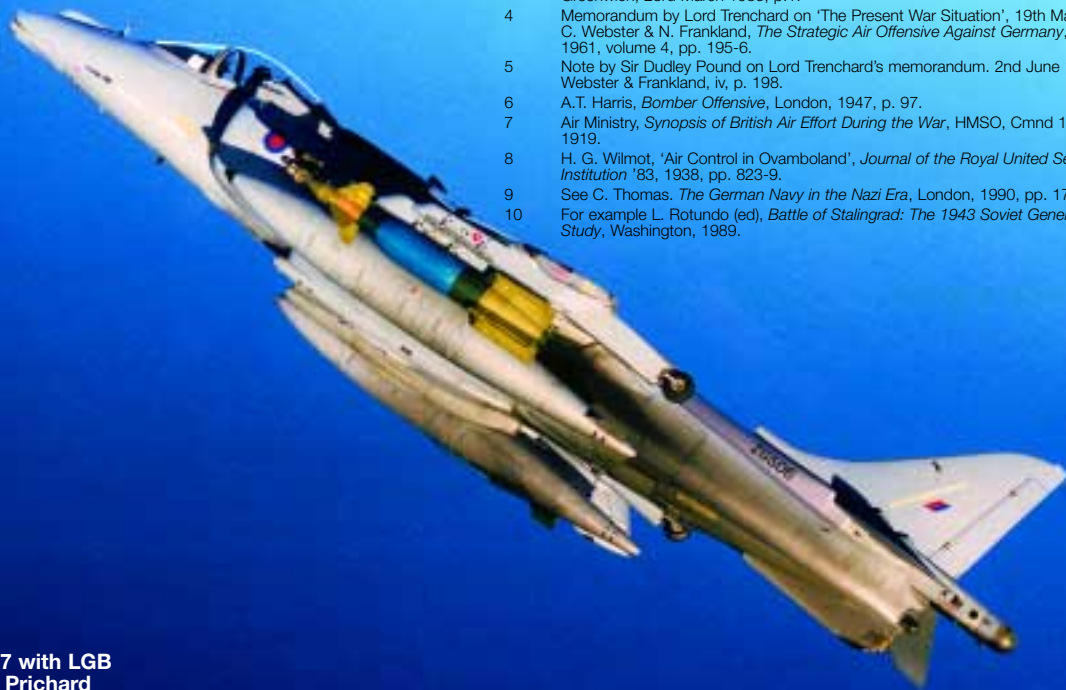 4 Memorandum by Lord Trenchard on ‘The Present War Situation’, 19th
C. Webster & N. Frankland, The Strategic Air Offensive Against Germany,
1961, volume 4, pp. 195-6.
5 Note by Sir Dudley Pound on Lord Trenchard’s memorandum. 2nd June
Webster & Frankland, iv, p. 198.
6 A.T. Harris, Bomber Offensive, London, 1947, p. 97.
7 Air Ministry, Synopsis of British Air Effort During the War, HMSO, Cmnd
1919.
8 H. G. Wilmot, ‘Air Control in Ovamboland’, Journal of the Royal United
Institution ’83, 1938, pp. 823-9.
9 See C. Thomas. The German Navy in the Nazi Era, London, 1990, pp.
10 For example L. Rotundo (ed), Battle of Stalingrad: The 1943 Soviet
Study, Washington, 1989.
7 with LGB
Prichard